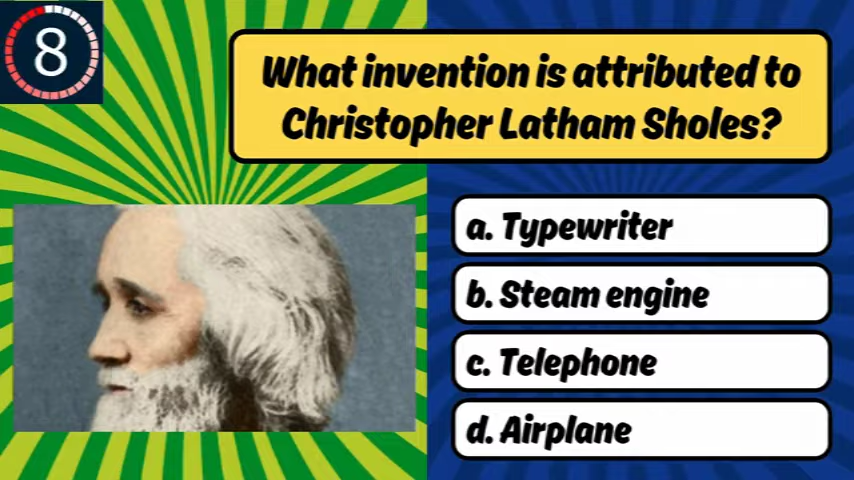 8
What invention is attributed to
Christopher Latham Sholes?
a. Typewriter
b. Steam engine
c. Telephone
d. Airplane